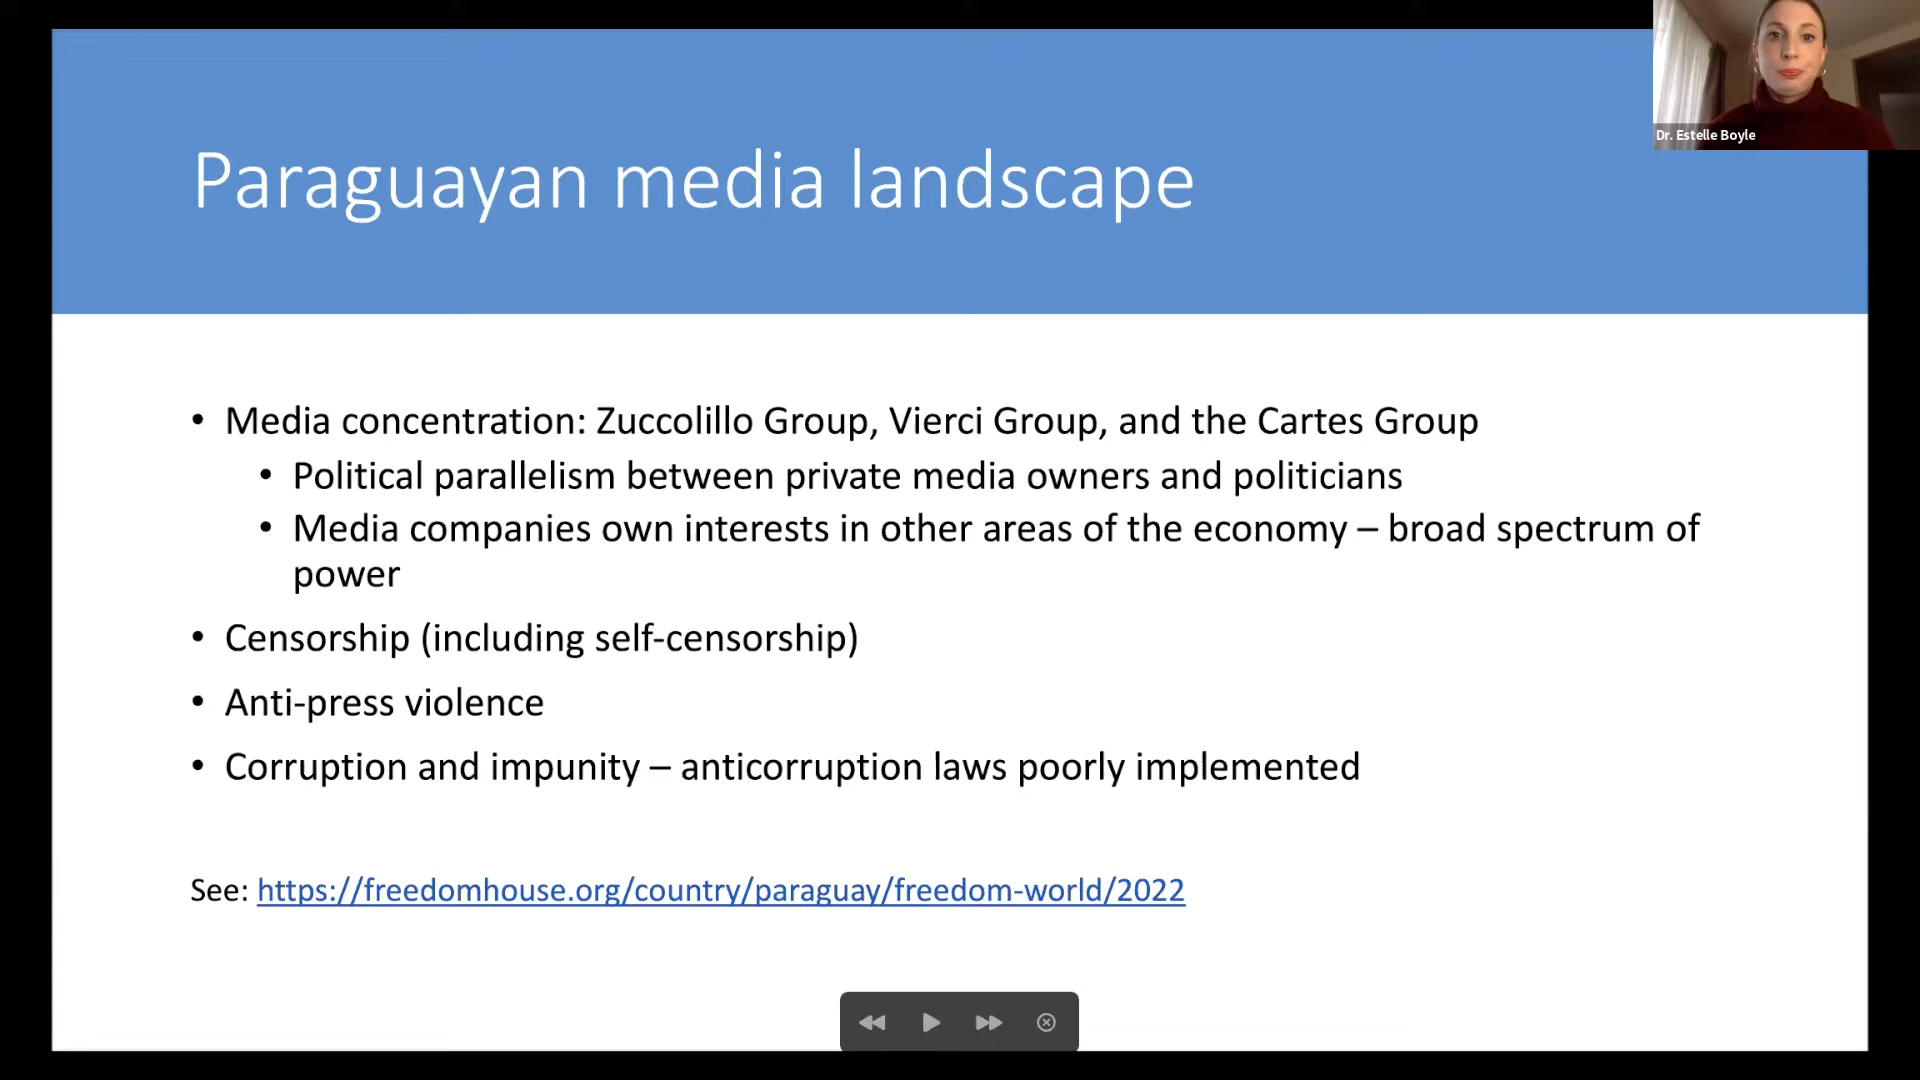 Dr. Estelle Boyle
Paraguayan media landscape
• Media concentration: Zuccolillo Group, Vierci Group, and the Cartes Group
• Political parallelism between private media owners and politicians
• Media companies own interests in other areas of the economy – broad spectrum of
power
• Censorship (including self-censorship)
• Anti-press violence
• Corruption and impunity – anticorruption laws poorly implemented
See: https://freedomhouse.org/country/paraguay/freedom-world/2022